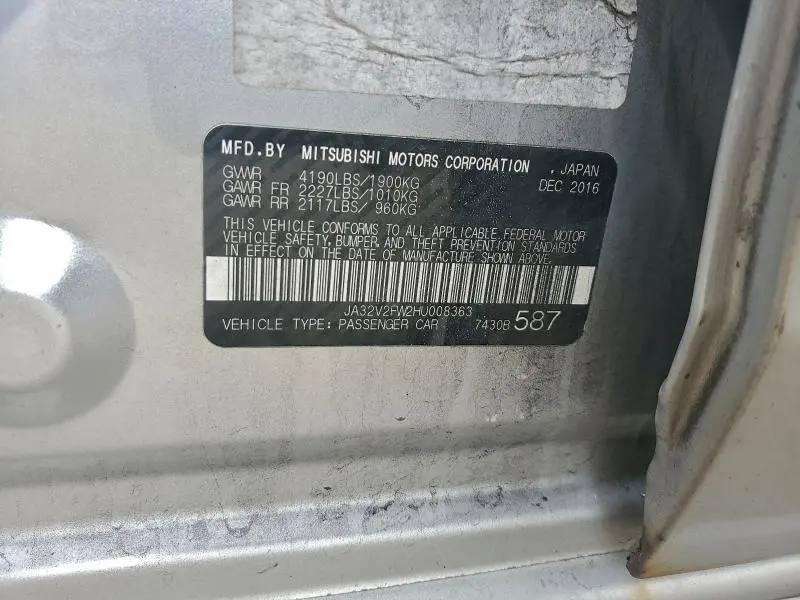 MFD.BY MITSUBISHI MOTORS CORPORATION , JAPAN
GVWR 4190LBS/1900KG DEC 2016
GAWR FR 2227LBS/1010KG
GAWR RR 2117LBS/ 960KG
THIS VEHICLE CONFORMS TO ALL APPLICABLE FEDERAL MOTOR
VEHICLE SAFETY, BUMPER, AND THEFT PREVENTION STANDARDS
IN EFFECT ON THE DATE OF MANUFACTURE SHOWN ABOVE.
JA32V2FW2HU008363
VEHICLE TYPE: PASSENGER CAR 7430B 587